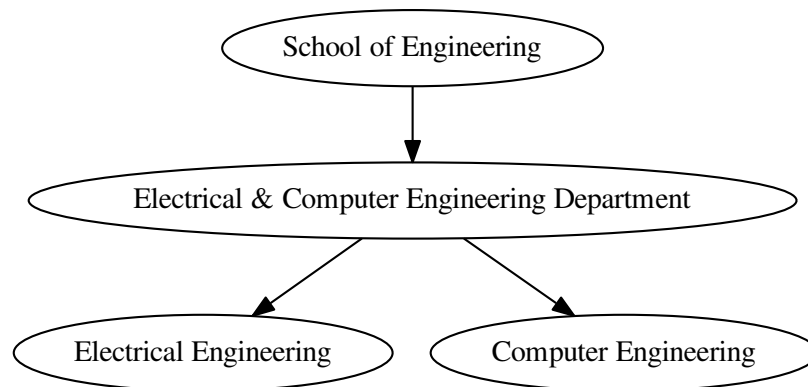 School of Engineering
Electrical & Computer Engineering Department
Electrical Engineering
Computer Engineering